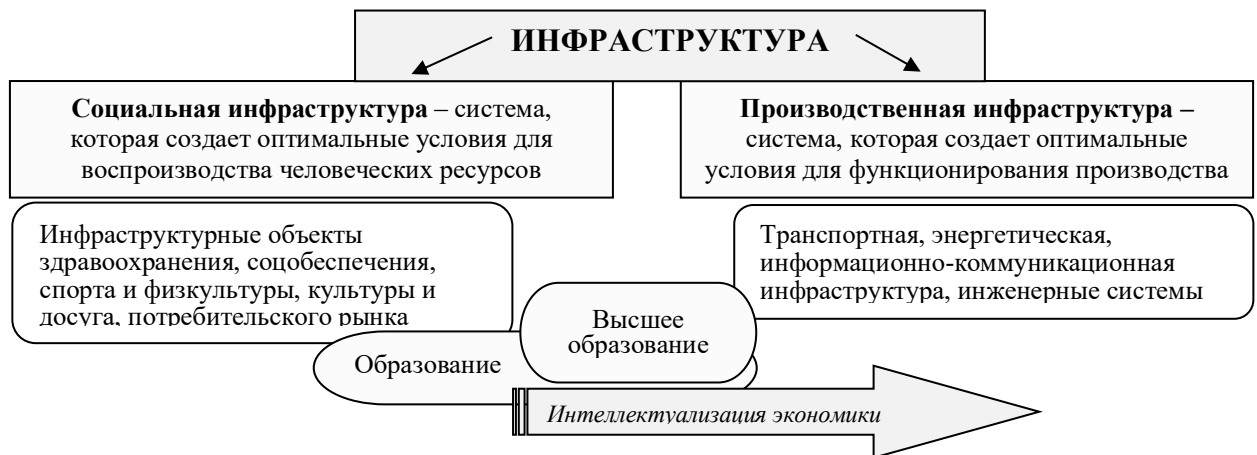 ИНФРАСТРУКТУРА
Социальная инфраструктура – система,
которая создает оптимальные условия для
воспроизводства человеческих ресурсов
Производственная инфраструктура –
система, которая создает оптимальные
условия для функционирования производства
Инфраструктурные объекты
здравоохранения, соцобеспечения,
спорта и физкультуры, культуры и
досуга, потребительского рынка
Транспортная, энергетическая,
информационно-коммуникационная
инфраструктура, инженерные системы
Высшее
образование
Образование
Интеллектуализация экономики